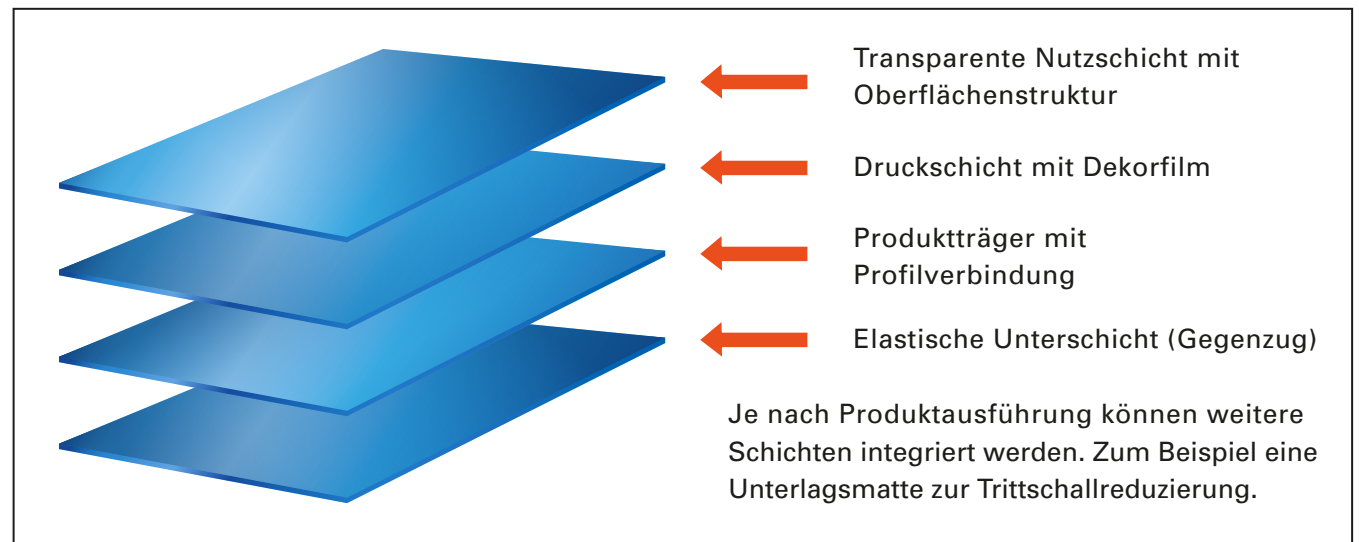 Transparente Nutzschicht mit
Oberflächenstruktur
Druckschicht mit Dekorfilm
Produktträger mit
Profilverbindung
Elastische Unterschicht (Gegenzug)
Je nach Produktausführung können weitere
Schichten integriert werden. Zum Beispiel eine
Unterlagsmatte zur Trittschallreduzierung.